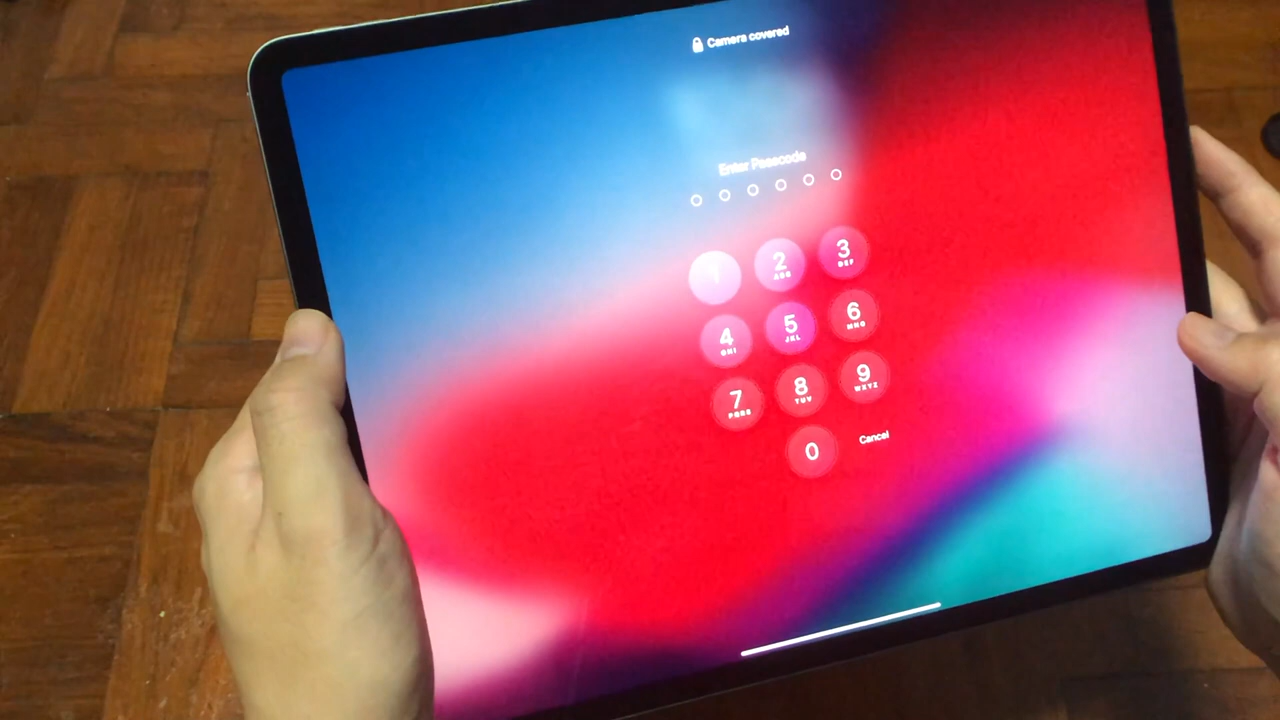 Camera covered
Enter Passcode
1
2
ABC
3
DEF
4
GHI
5
JKL
6
MNO
7
PQRS
8
TUV
9
WXYZ
0
Cancel